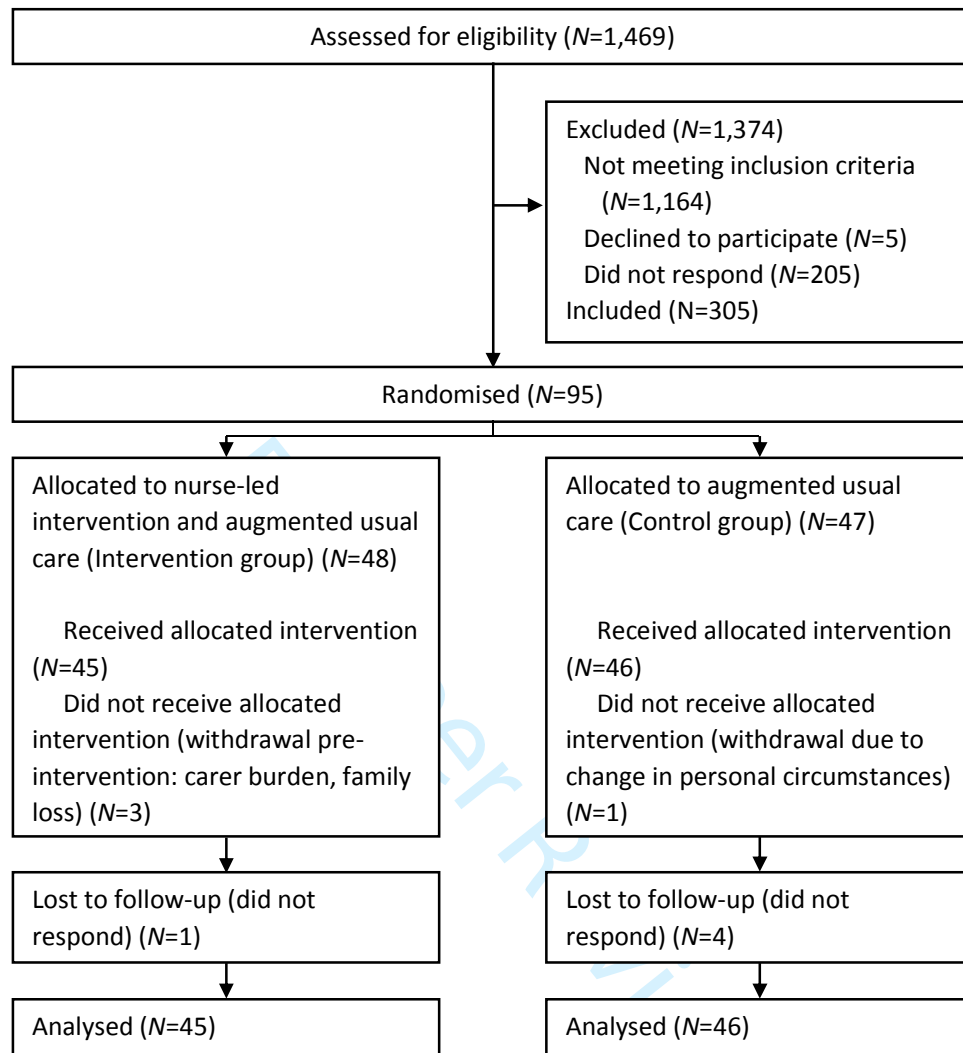 Assessed for eligibility (N=1,469)
Excluded (N=1,374)
Not meeting inclusion criteria
(N=1,164)
Declined to participate (N=5)
Did not respond (N=205)
Included (N=305)
Randomised (N=95)
Allocated to nurse-led
intervention and augmented usual
care (Intervention group) (N=48)
Received allocated intervention
(N=45)
Did not receive allocated
intervention (withdrawal pre-
intervention: carer burden, family
loss) (N=3)
Allocated to augmented usual
care (Control group) (N=47)
Received allocated intervention
(N=46)
Did not receive allocated
intervention (withdrawal due to
change in personal circumstances)
(N=1)
Lost to follow-up (did not
respond) (N=1)
Lost to follow-up (did not
respond) (N=4)
Analysed (N=45)
Analysed (N=46)